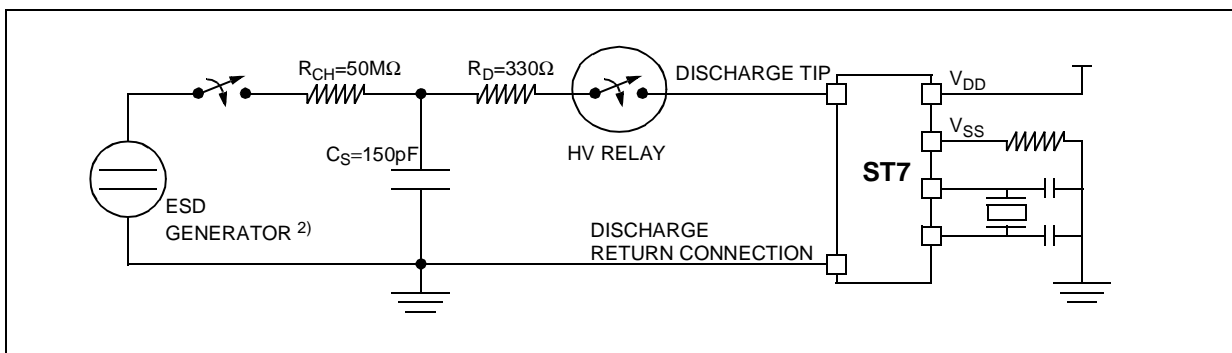 R_CH=50MΩ
R_D=330Ω
DISCHARGE TIP
V_DD
V_SS
HV RELAY
C_S=150pF
ST7
ESD
GENERATOR 2)
DISCHARGE
RETURN CONNECTION